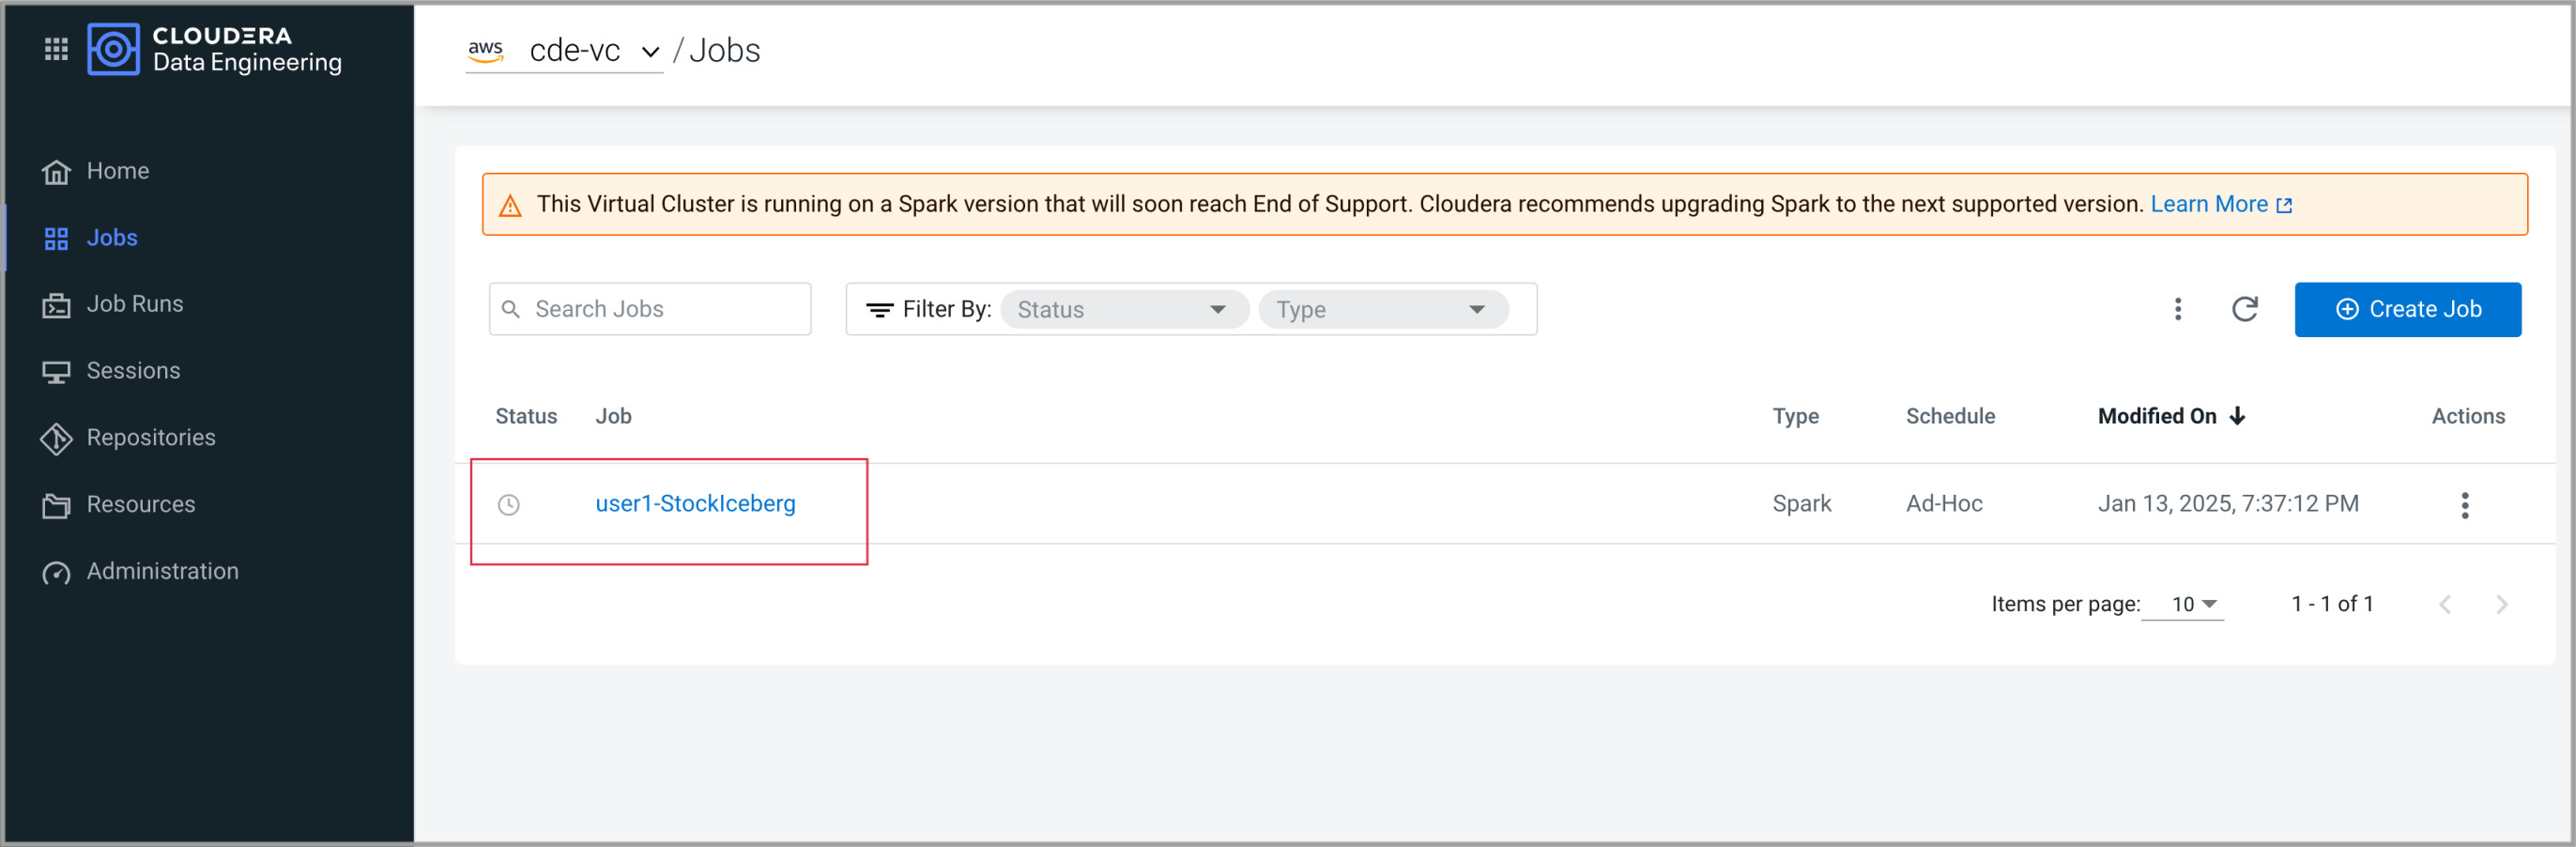 CLOUDERA
Data Engineering
Home
Jobs
Job Runs
Sessions
Repositories
Resources
Administration
aws cde-vc / Jobs
This Virtual Cluster is running on a Spark version that will soon reach End of Support. Cloudera recommends upgrading Spark to the next supported version. Learn More
Search Jobs
Filter By: Status Type
Create Job
Status Job Type Schedule Modified On Actions
user1-StockIceberg Spark Ad-Hoc Jan 13, 2025, 7:37:12 PM
Items per page: 10 1 - 1 of 1